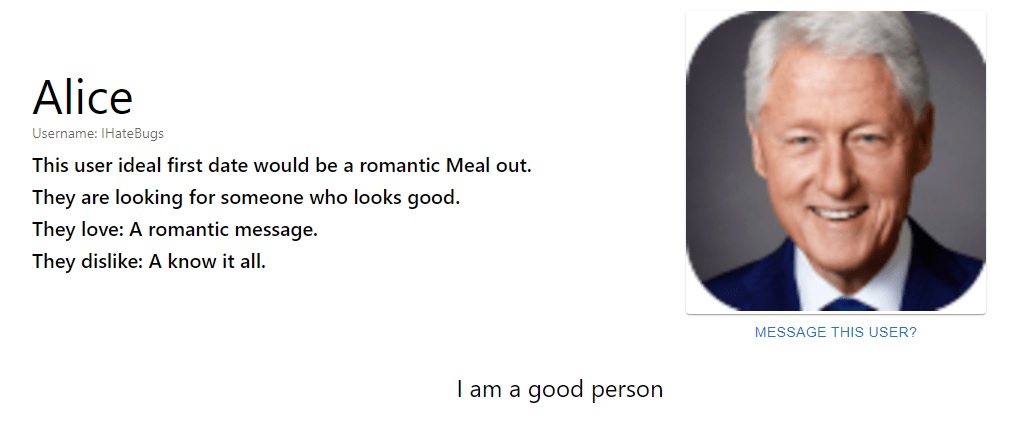 Alice
Username: IHateBugs
This user ideal first date would be a romantic Meal out.
They are looking for someone who looks good.
They love: A romantic message.
They dislike: A know it all.
MESSAGE THIS USER?
I am a good person